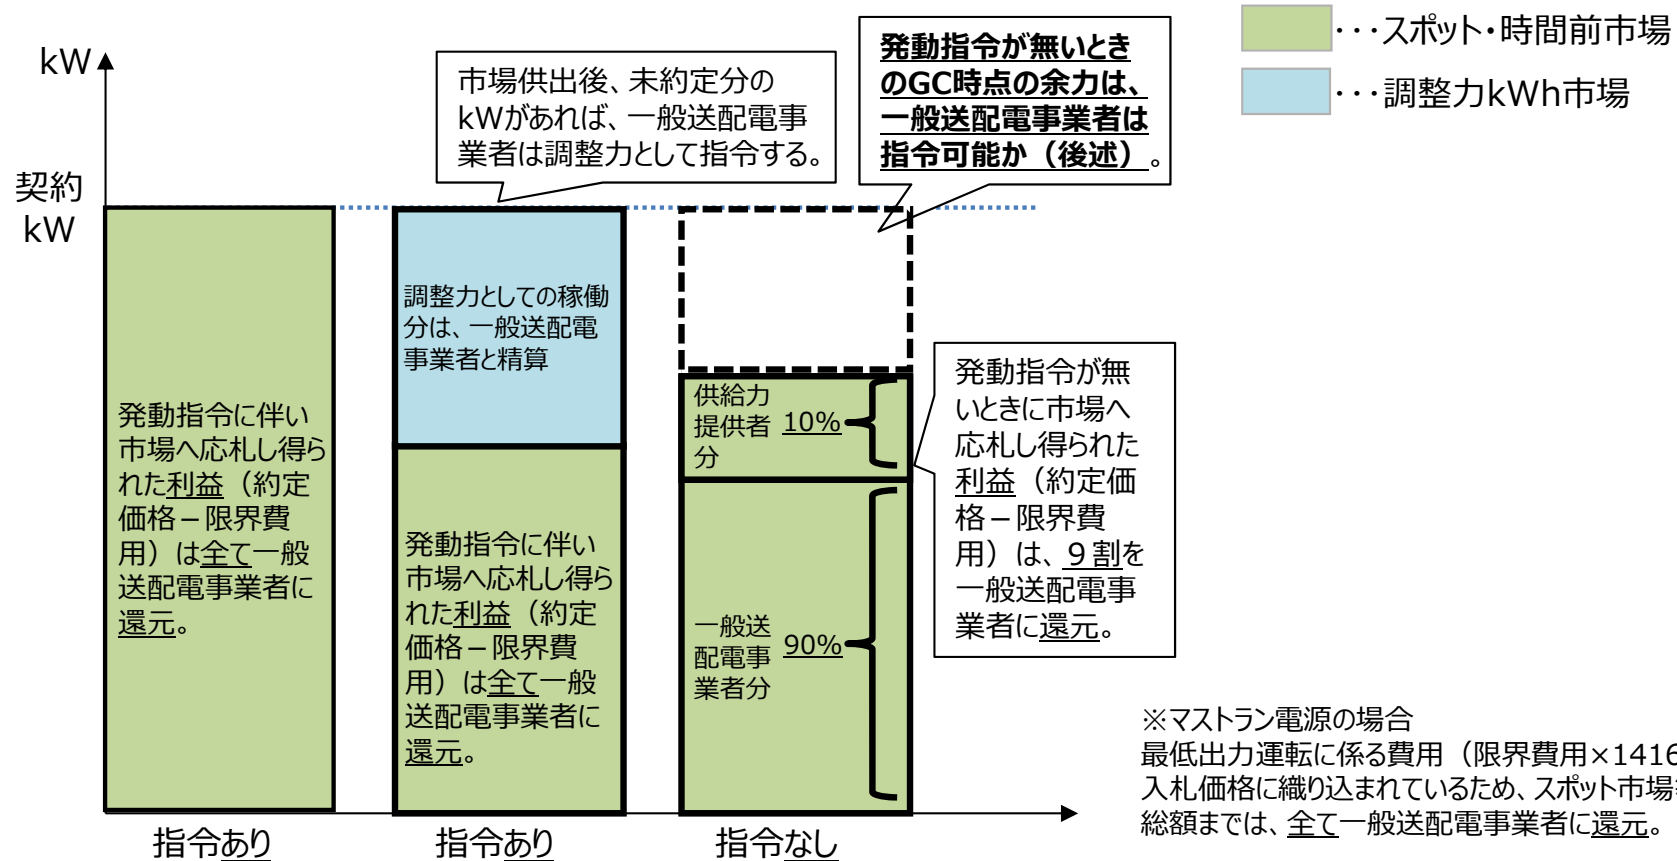 ・・・スポット・時間前市場
・・・調整力kWh市場
kW
契約
kW
市場供出後、未約定分の
kWがあれば、一般送配電事
業者は調整力として指令する。
発動指令が無いとき
のGC時点の余力は、
一般送配電事業者は
指令可能か（後述）。
発動指令に伴い
市場へ応札し得ら
れた利益（約定
価格－限界費
用）は全て一般
送配電事業者に
還元。
調整力としての稼働
分は、一般送配電
事業者と精算
発動指令に伴い
市場へ応札し得ら
れた利益（約定
価格－限界費
用）は全て一般
送配電事業者に
還元。
供給力
提供者
分
10%
一般送
配電事
業者分
90%
発動指令が無
いときに市場へ
応札し得られた
利益（約定価
格－限界費
用）は、９割を
一般送配電事
業者に還元。
指令あり
指令あり
指令なし
※マストラン電源の場合
最低出力運転に係る費用（限界費用×1416
入札価格に織り込まれているため、スポット市場
総額までは、全て一般送配電事業者に還元。